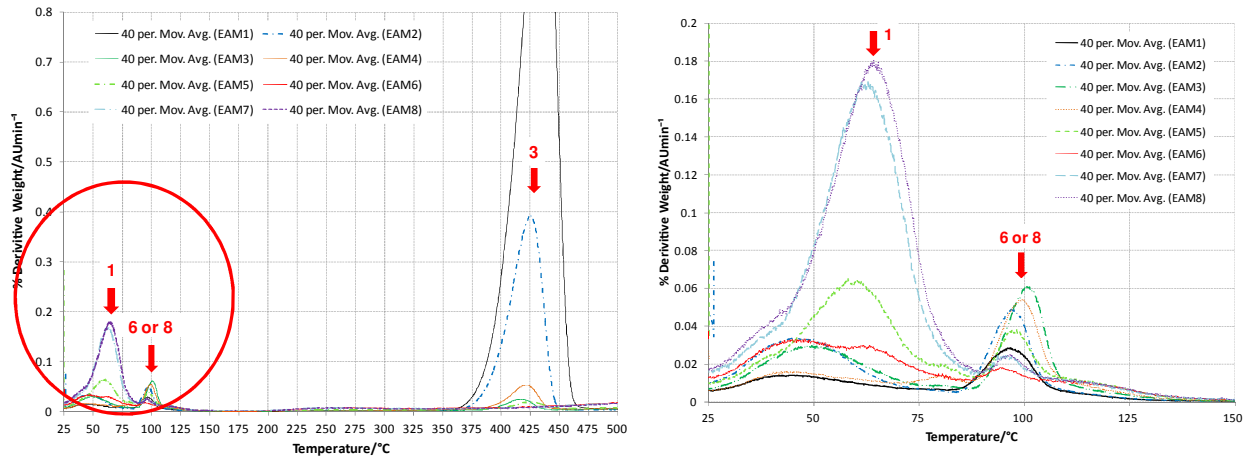 0.8
0.7
0.6
0.5
0.4
0.3
0.2
0.1
0
% Derivitive Weight/AUmin⁻¹
40 per. Mov. Avg. (EAM1) 40 per. Mov. Avg. (EAM2)
40 per. Mov. Avg. (EAM3) 40 per. Mov. Avg. (EAM4)
40 per. Mov. Avg. (EAM5) 40 per. Mov. Avg. (EAM6)
40 per. Mov. Avg. (EAM7) 40 per. Mov. Avg. (EAM8)
3
1
6 or 8
25 50 75 100 125 150 175 200 225 250 275 300 325 350 375 400 425 450 475 500
Temperature/°C
0.2
0.18
0.16
0.14
0.12
0.1
0.08
0.06
0.04
0.02
0
% Derivitive Weight/AUmin⁻¹
1
40 per. Mov. Avg. (EAM1)
40 per. Mov. Avg. (EAM2)
40 per. Mov. Avg. (EAM3)
40 per. Mov. Avg. (EAM4)
40 per. Mov. Avg. (EAM5)
40 per. Mov. Avg. (EAM6)
40 per. Mov. Avg. (EAM7)
40 per. Mov. Avg. (EAM8)
6 or 8
25 50 75 100 125 150
Temperature/°C